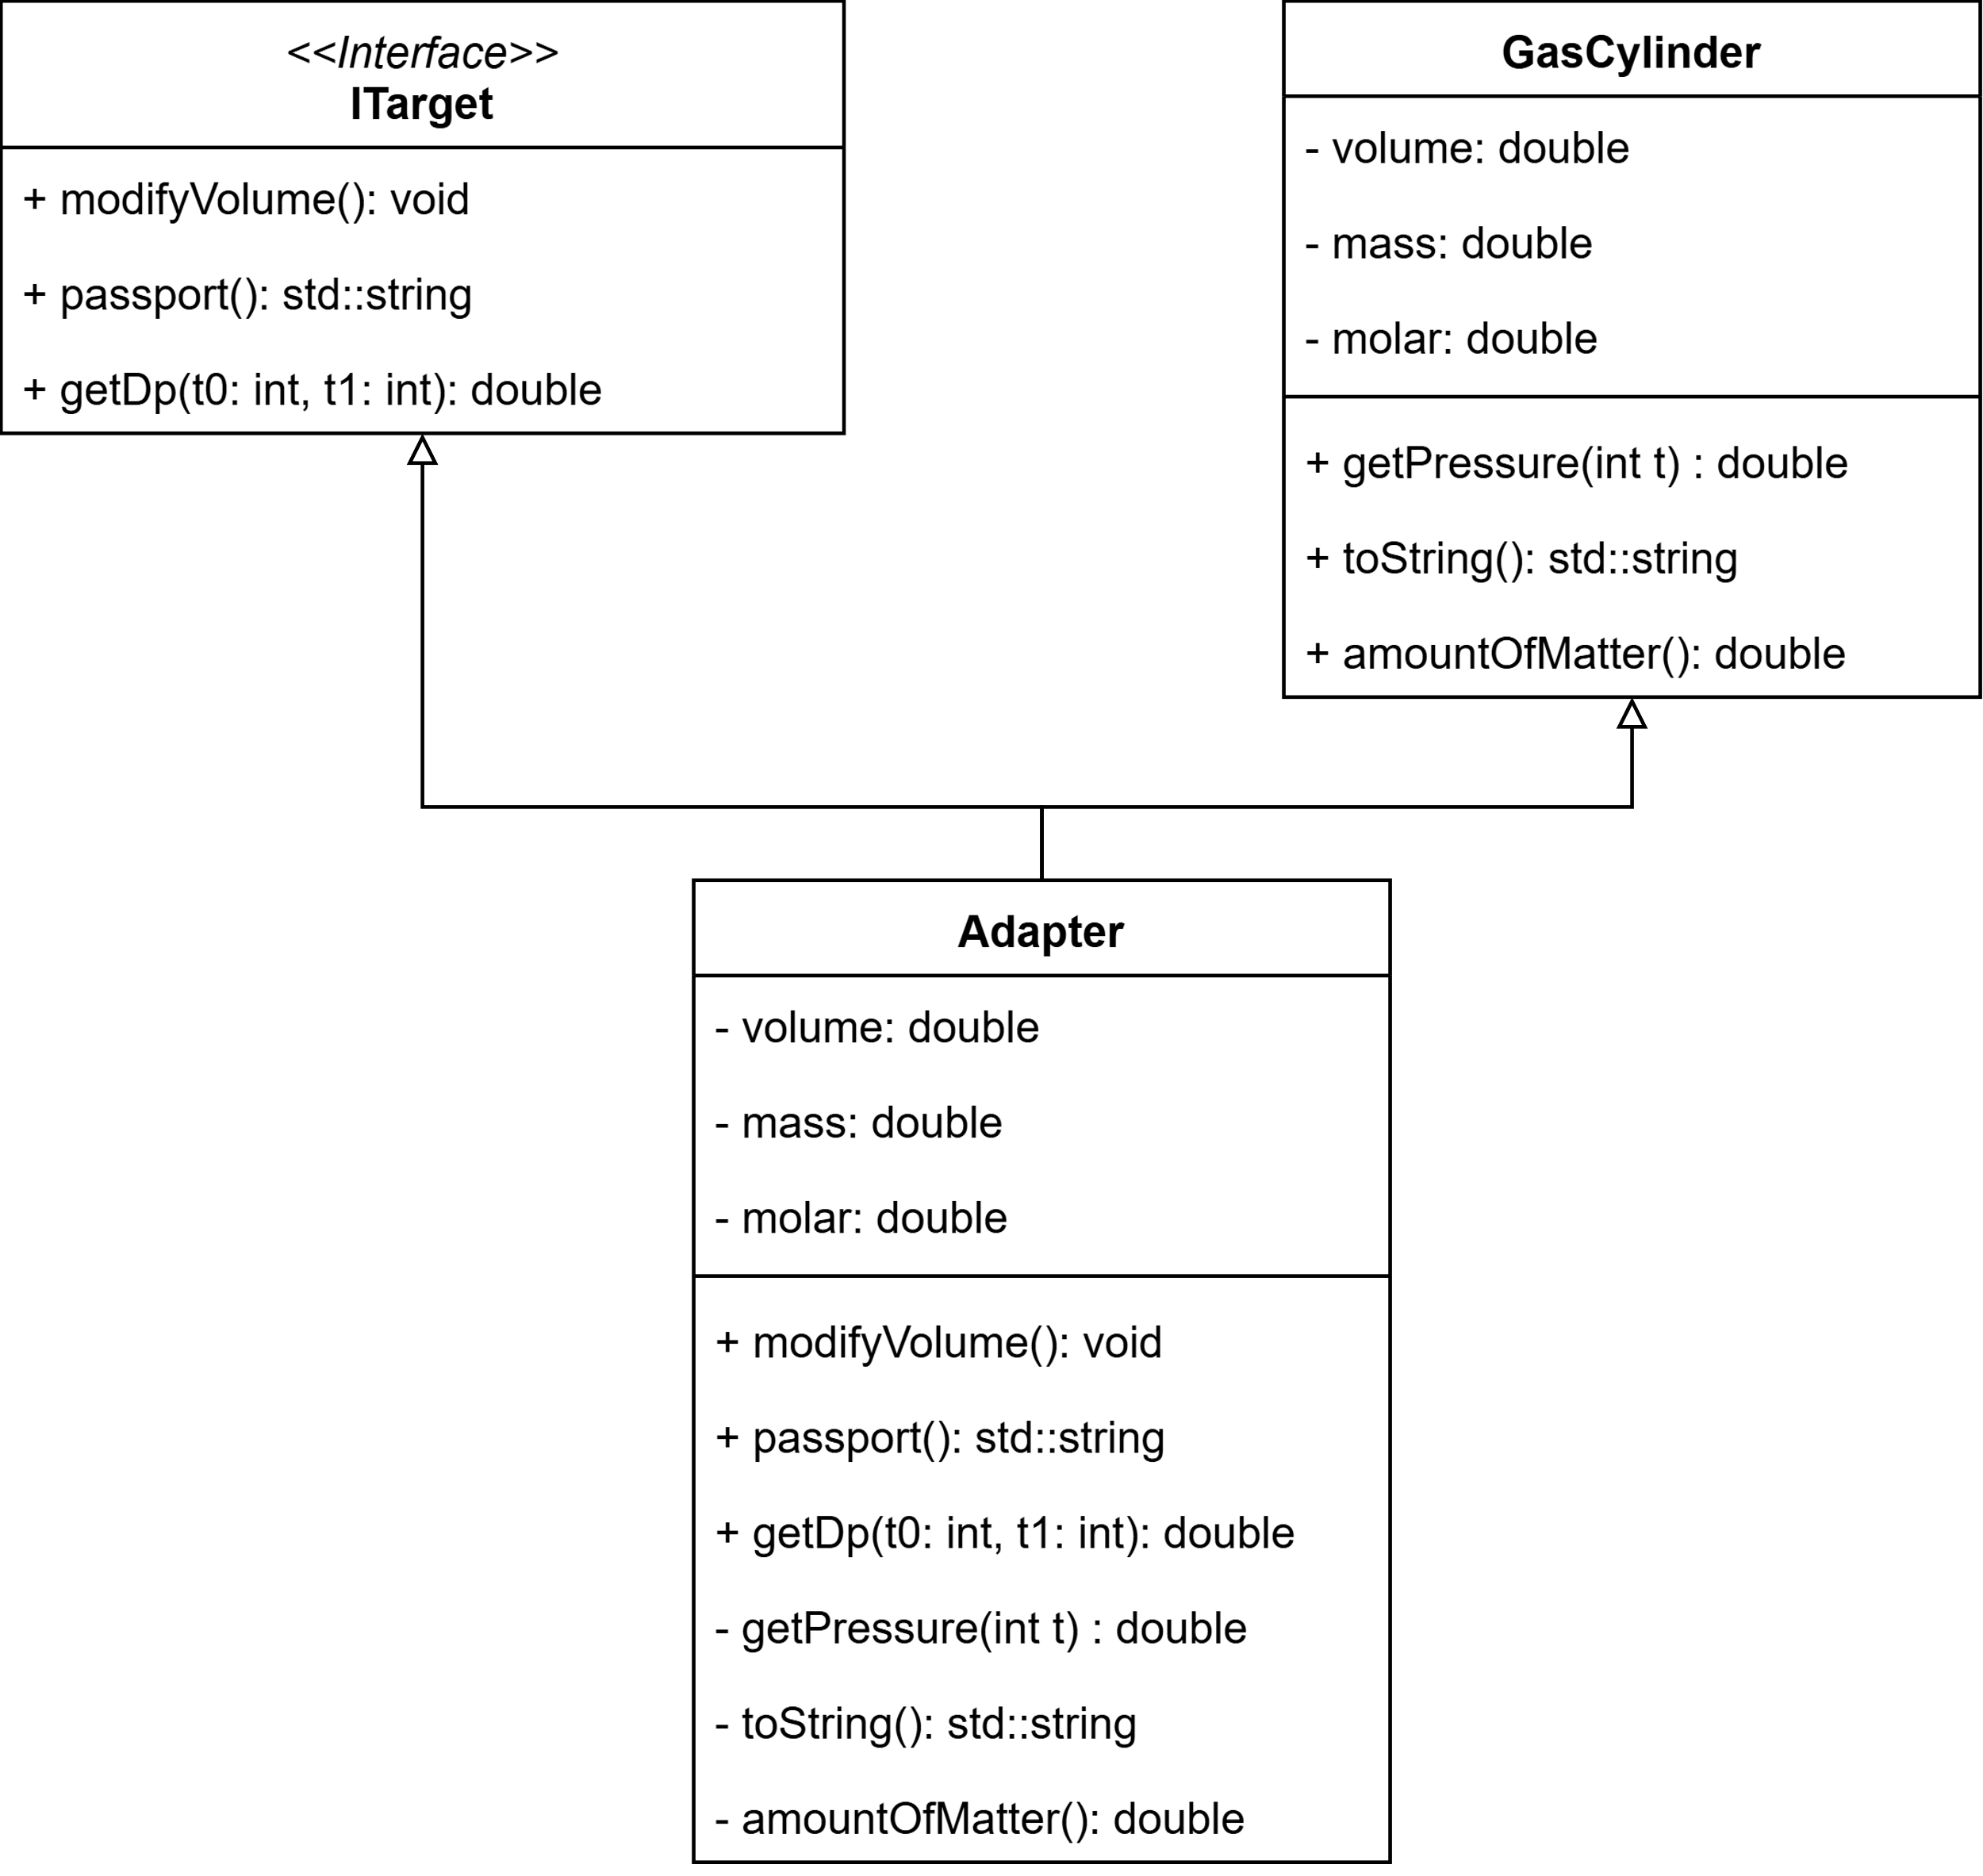 <<Interface>>
ITarget
+ modifyVolume(): void
+ passport(): std::string
+ getDp(t0: int, t1: int): double
GasCylinder
- volume: double
- mass: double
- molar: double
+ getPressure(int t) : double
+ toString(): std::string
+ amountOfMatter(): double
Adapter
- volume: double
- mass: double
- molar: double
+ modifyVolume(): void
+ passport(): std::string
+ getDp(t0: int, t1: int): double
- getPressure(int t) : double
- toString(): std::string
- amountOfMatter(): double